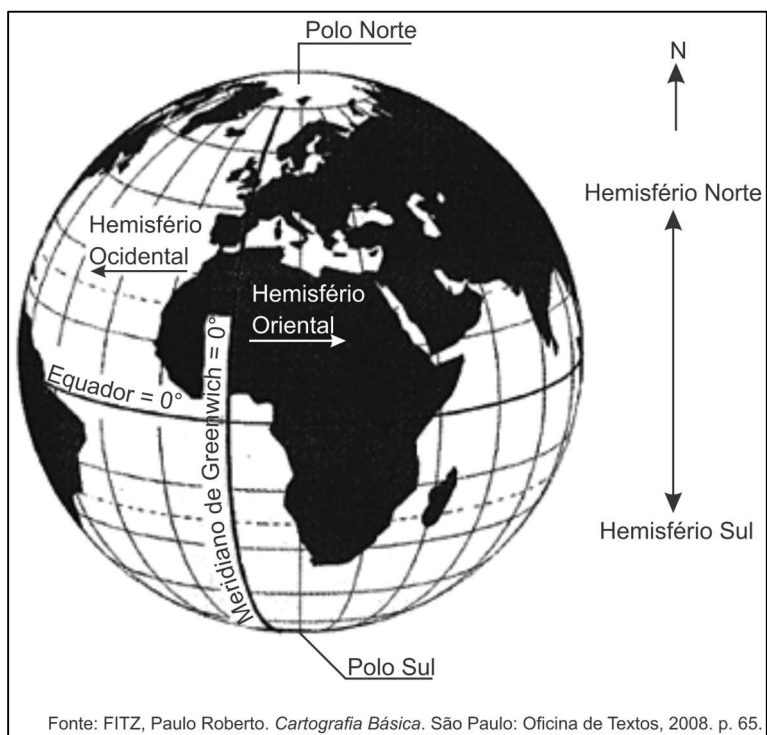 Polo Norte
N
Hemisfério Norte
Hemisfério
Ocidental
Hemisfério
Oriental
Equador = 0°
Meridiano de Greenwich = 0°
Hemisfério Sul
Polo Sul
Fonte: FITZ, Paulo Roberto. Cartografia Básica. São Paulo: Oficina de Textos, 2008. p. 65.